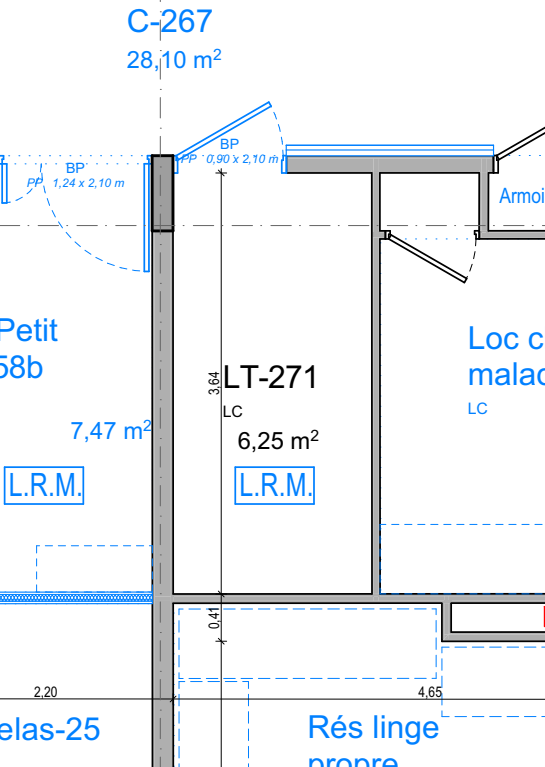 C-267
28,10 m²
BP
PP 0,90 x 2,10 m
BP
PP 1,24 x 2,10 m
Armoi
Petit
58b
Loc c
malad
LC
3,64
LT-271
LC
7,47 m²
6,25 m²
L.R.M.
L.R.M.
0,41
2,20
4,65
elas-25
Rés linge
propre